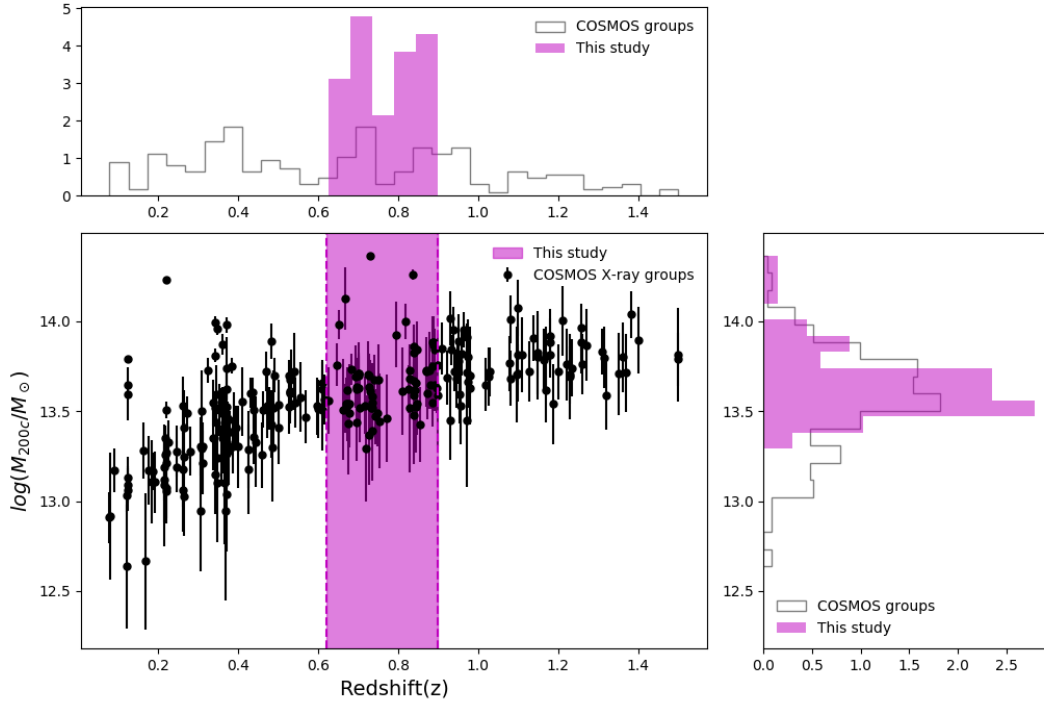 5
4
3
2
1
0
COSMOS groups
This study
0.2 0.4 0.6 0.8 1.0 1.2 1.4
14.0
13.5
13.0
12.5
log(M200c/M⊙)
This study
COSMOS X-ray groups
0.2 0.4 0.6 0.8 1.0 1.2 1.4
Redshift(z)
14.0
13.5
13.0
12.5
COSMOS groups
This study
0.0 0.5 1.0 1.5 2.0 2.5